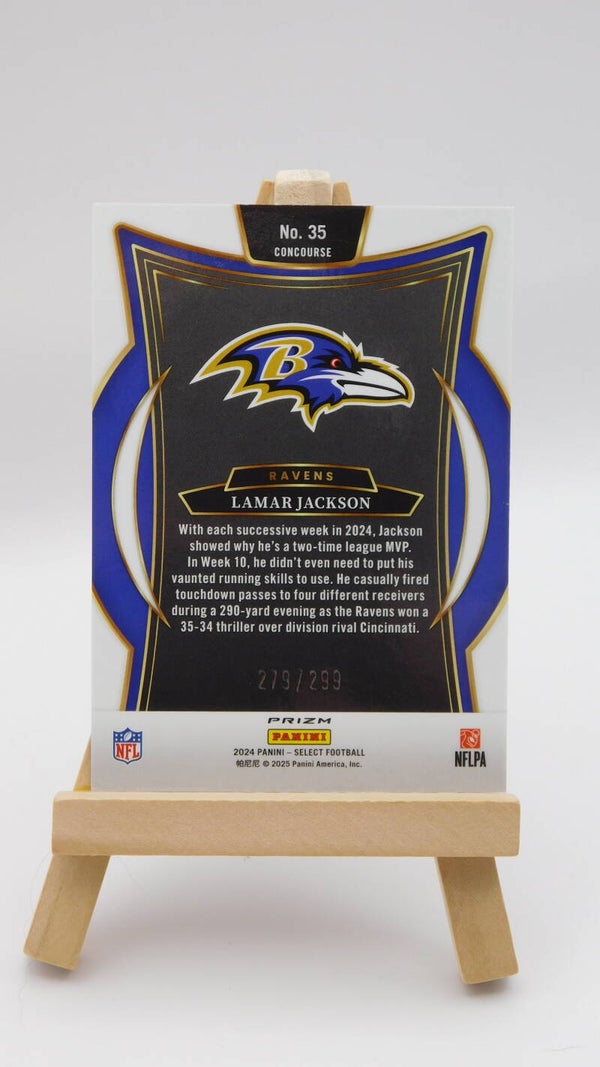 No. 35
CONCOURSE
B
RAVENS
LAMAR JACKSON
With each successive week in 2024, Jackson
showed why he's a two-time league MVP.
In Week 10, he didn't even need to put his
vaunted running skills to use. He casually fired
touchdown passes to four different receivers
during a 290-yard evening as the Ravens won a
35-34 thriller over division rival Cincinnati.
279/299
PRIZM
PANINI
NFL
2024 PANINI – SELECT FOOTBALL
帕尼尼 © 2025 Panini America, Inc.
NFLPA